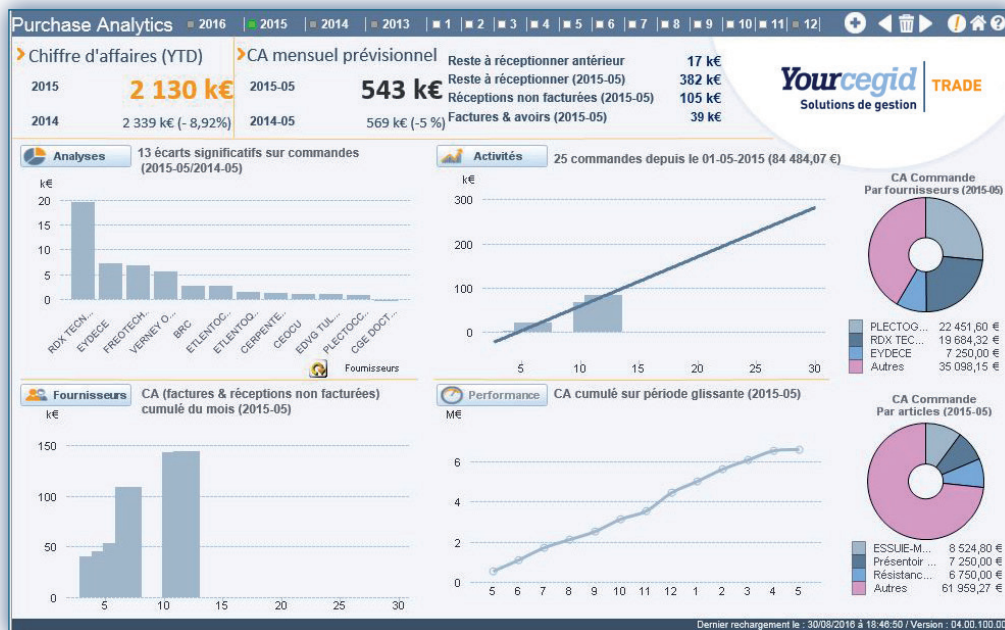 Purchase Analytics 2016 2015 2014 2013 1 2 3 4 5 6 7 8 9 10 11 12
Chiffre d'affaires (YTD)
2015 2 130 k€
2014 2 339 k€ (- 8,92%)
CA mensuel prévisionnel
2015-05 543 k€
2014-05 569 k€ (-5 %)
Reste à réceptionner antérieur 17 k€
Reste à réceptionner (2015-05) 382 k€
Réceptions non facturées (2015-05) 105 k€
Factures & avoirs (2015-05) 39 k€
Yourcegid TRADE
Solutions de gestion
Analyses
13 écarts significatifs sur commandes
(2015-05/2014-05)
k€
20
15
10
5
0
RDX TECN...
EYDECE
FREOTECH...
VERNEY O...
BRC
ETLENTOC...
ETLENTOQ...
CERPENTE...
CEOCU
EDVG TUL...
PLECTOCC...
CGE DOCT...
Fournisseurs
Activités
25 commandes depuis le 01-05-2015 (84 484,07 €)
k€
300
200
100
0
5 10 15 20 25 30
CA Commande
Par fournisseurs (2015-05)
PLECTOG... 22 451,60 €
RDX TEC... 19 684,32 €
EYDECE 7 250,00 €
Autres 35 098,15 €
Fournisseurs
CA (factures & réceptions non facturées)
cumulé du mois (2015-05)
k€
150
100
50
0
5 10 15 20 25 30
Performance
CA cumulé sur période glissante (2015-05)
M€
6
4
2
0
5 6 7 8 9 10 11 12 1 2 3 4 5
CA Commande
Par articles (2015-05)
ESSUIE-M... 8 524,80 €
Présentoir ... 7 250,00 €
Résistanc... 6 750,00 €
Autres 61 959,27 €
Dernier rechargement le : 30/08/2016 à 18:46:50 / Version : 04.00.100.00